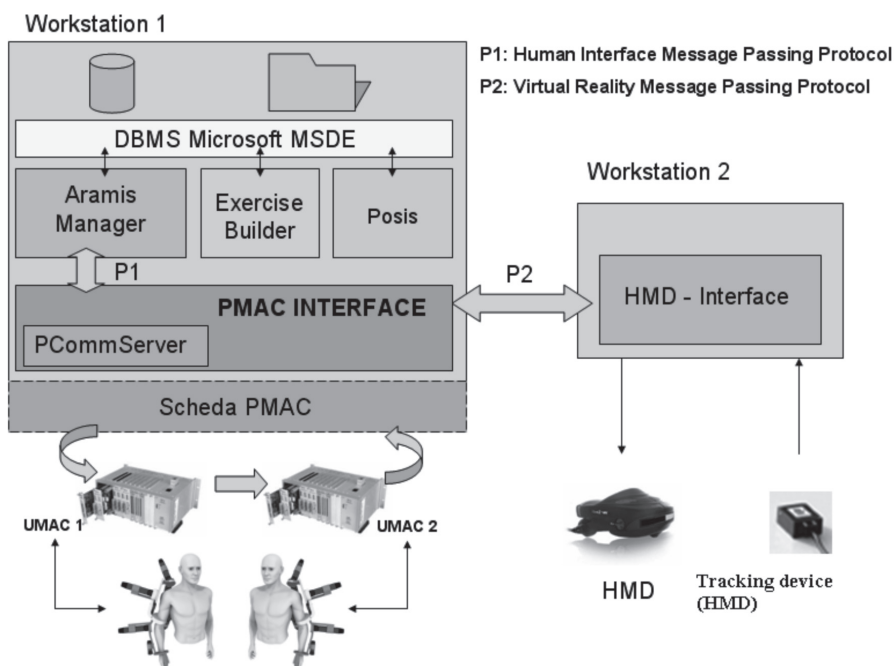 Workstation 1
P1: Human Interface Message Passing Protocol
P2: Virtual Reality Message Passing Protocol
DBMS Microsoft MSDE
Aramis
Manager
Exercise
Builder
Posis
P1
PMAC INTERFACE
PCommServer
Scheda PMAC
UMAC 1
UMAC 2
Workstation 2
P2
HMD - Interface
HMD
Tracking device
(HMD)